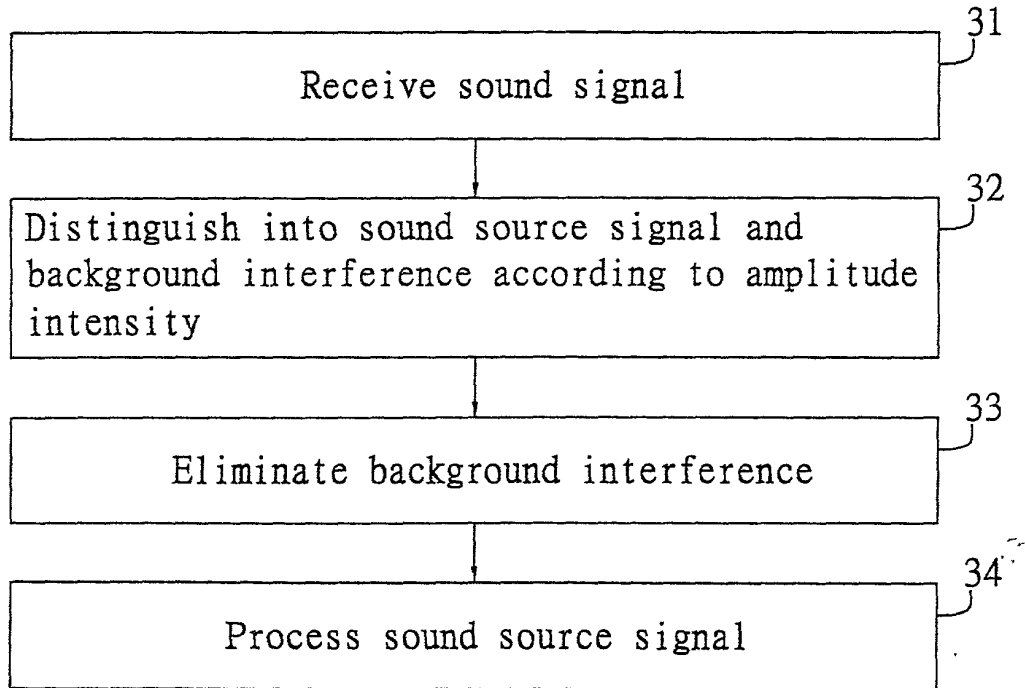 31
Receive sound signal
32
Distinguish into sound source signal and
background interference according to amplitude
intensity
33
Eliminate background interference
34
Process sound source signal